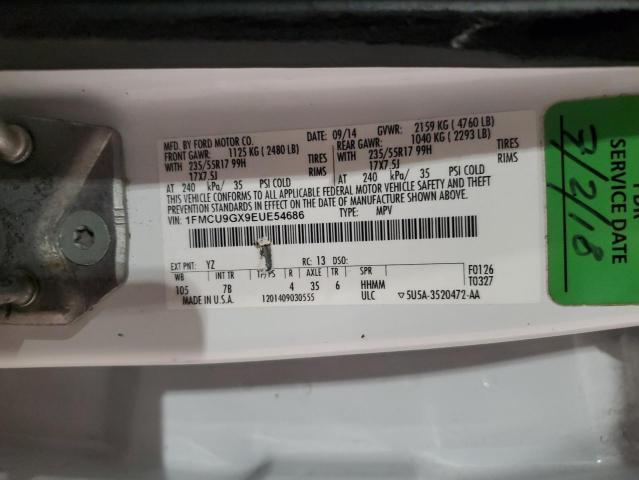 MFD. BY FORD MOTOR CO.
DATE: 09/14 GVWR: 2159 KG ( 4760 LB)
FRONT GAWR: 1125 KG ( 2480 LB) REAR GAWR: 1040 KG ( 2293 LB)
WITH 235/55R17 99H TIRES WITH 235/55R17 99H TIRES
17X7.5J RIMS 17X7.5J RIMS
AT 240 kPa/ 35 PSI COLD AT 240 kPa/ 35 PSI COLD
THIS VEHICLE CONFORMS TO ALL APPLICABLE FEDERAL MOTOR VEHICLE SAFETY AND THEFT
PREVENTION STANDARDS IN EFFECT ON THE DATE OF MANUFACTURE SHOWN ABOVE.
VIN: 1FMCU9GX9EUE54686 TYPE: MPV
EXT PNT: YZ RC: 13 DSO:
WB INT TR TP/PS R AXLE TR SPR F0126
105 7B 4 35 6 HHMM T0327
MADE IN U.S.A. 1201409030555 ULC 5U5A-3520472-AA
SERVICE DATE
3/2/18